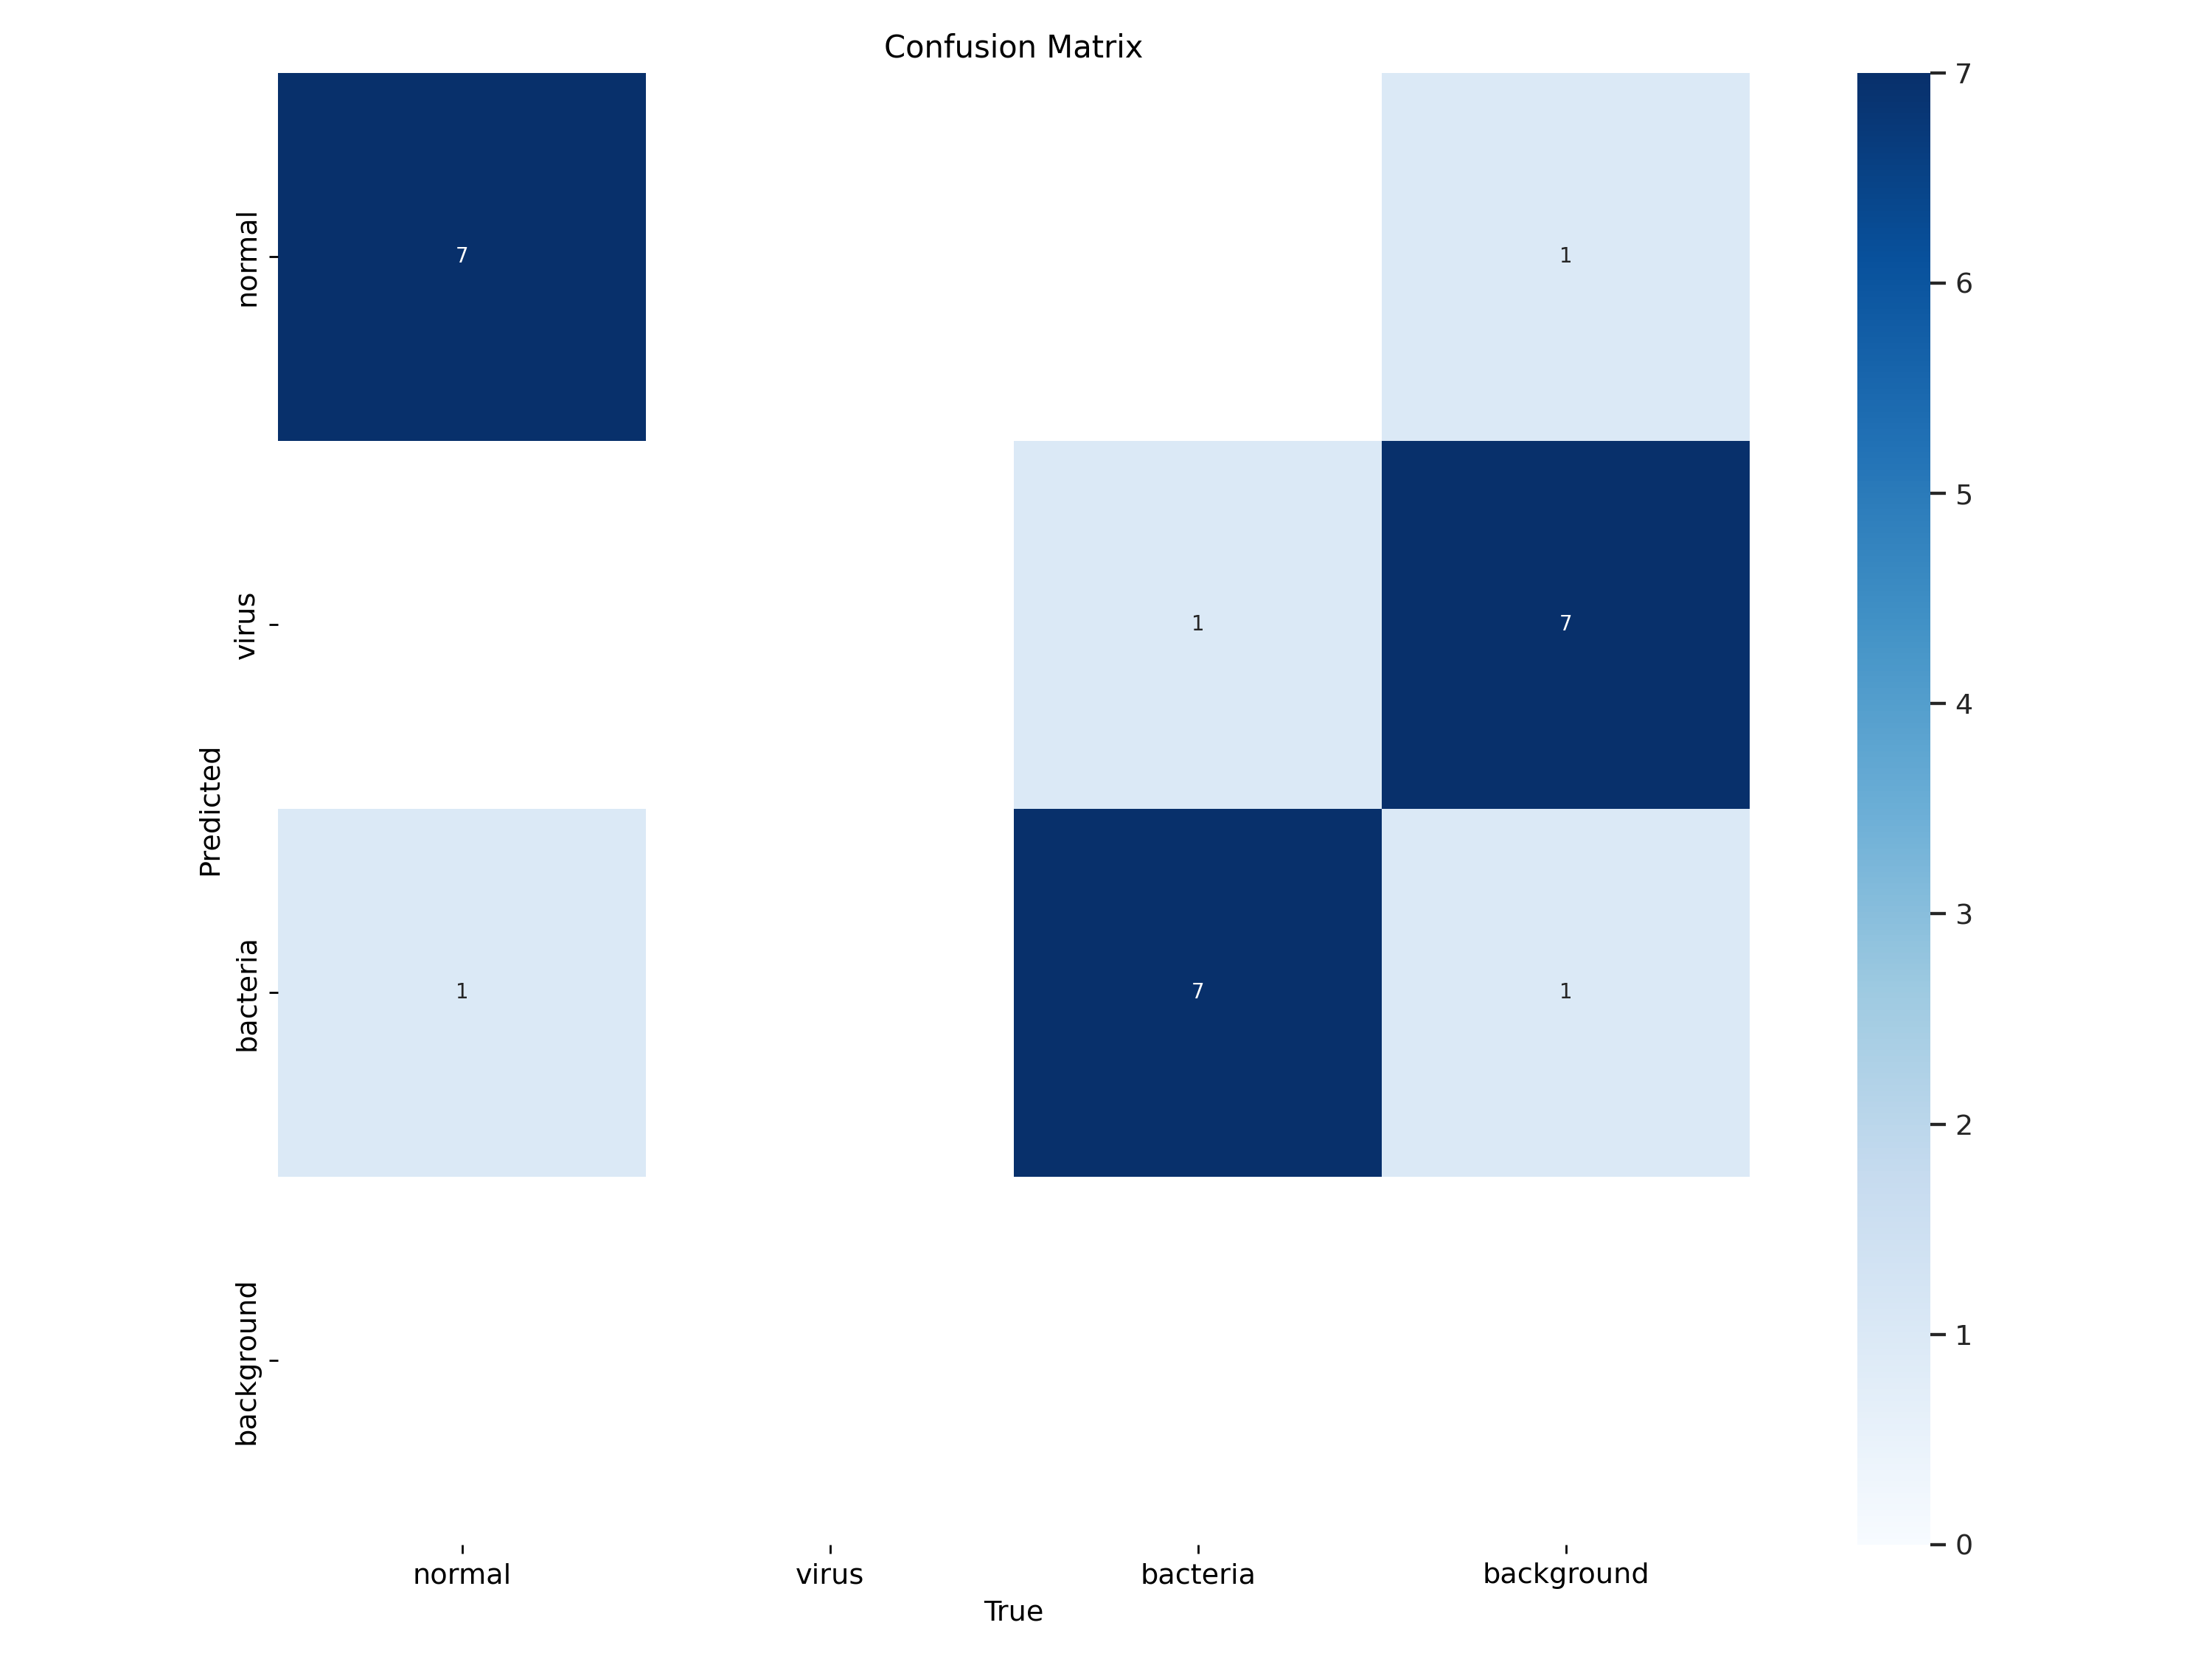 Confusion Matrix
normal
7
1
virus
1
7
bacteria
1
7
1
background
Predicted
normal
virus
bacteria
background
True
7
6
5
4
3
2
1
0